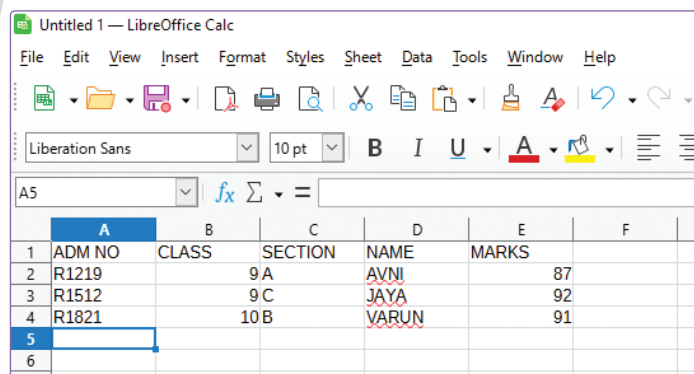 Untitled 1 — LibreOffice Calc
File Edit View Insert Format Styles Sheet Data Tools Window Help
Liberation Sans 10 pt B I U A
A5 fx Σ =
A B C D E F
1 ADM NO CLASS SECTION NAME MARKS
2 R1219 9 A AVNI 87
3 R1512 9 C JAYA 92
4 R1821 10 B VARUN 91
5
6